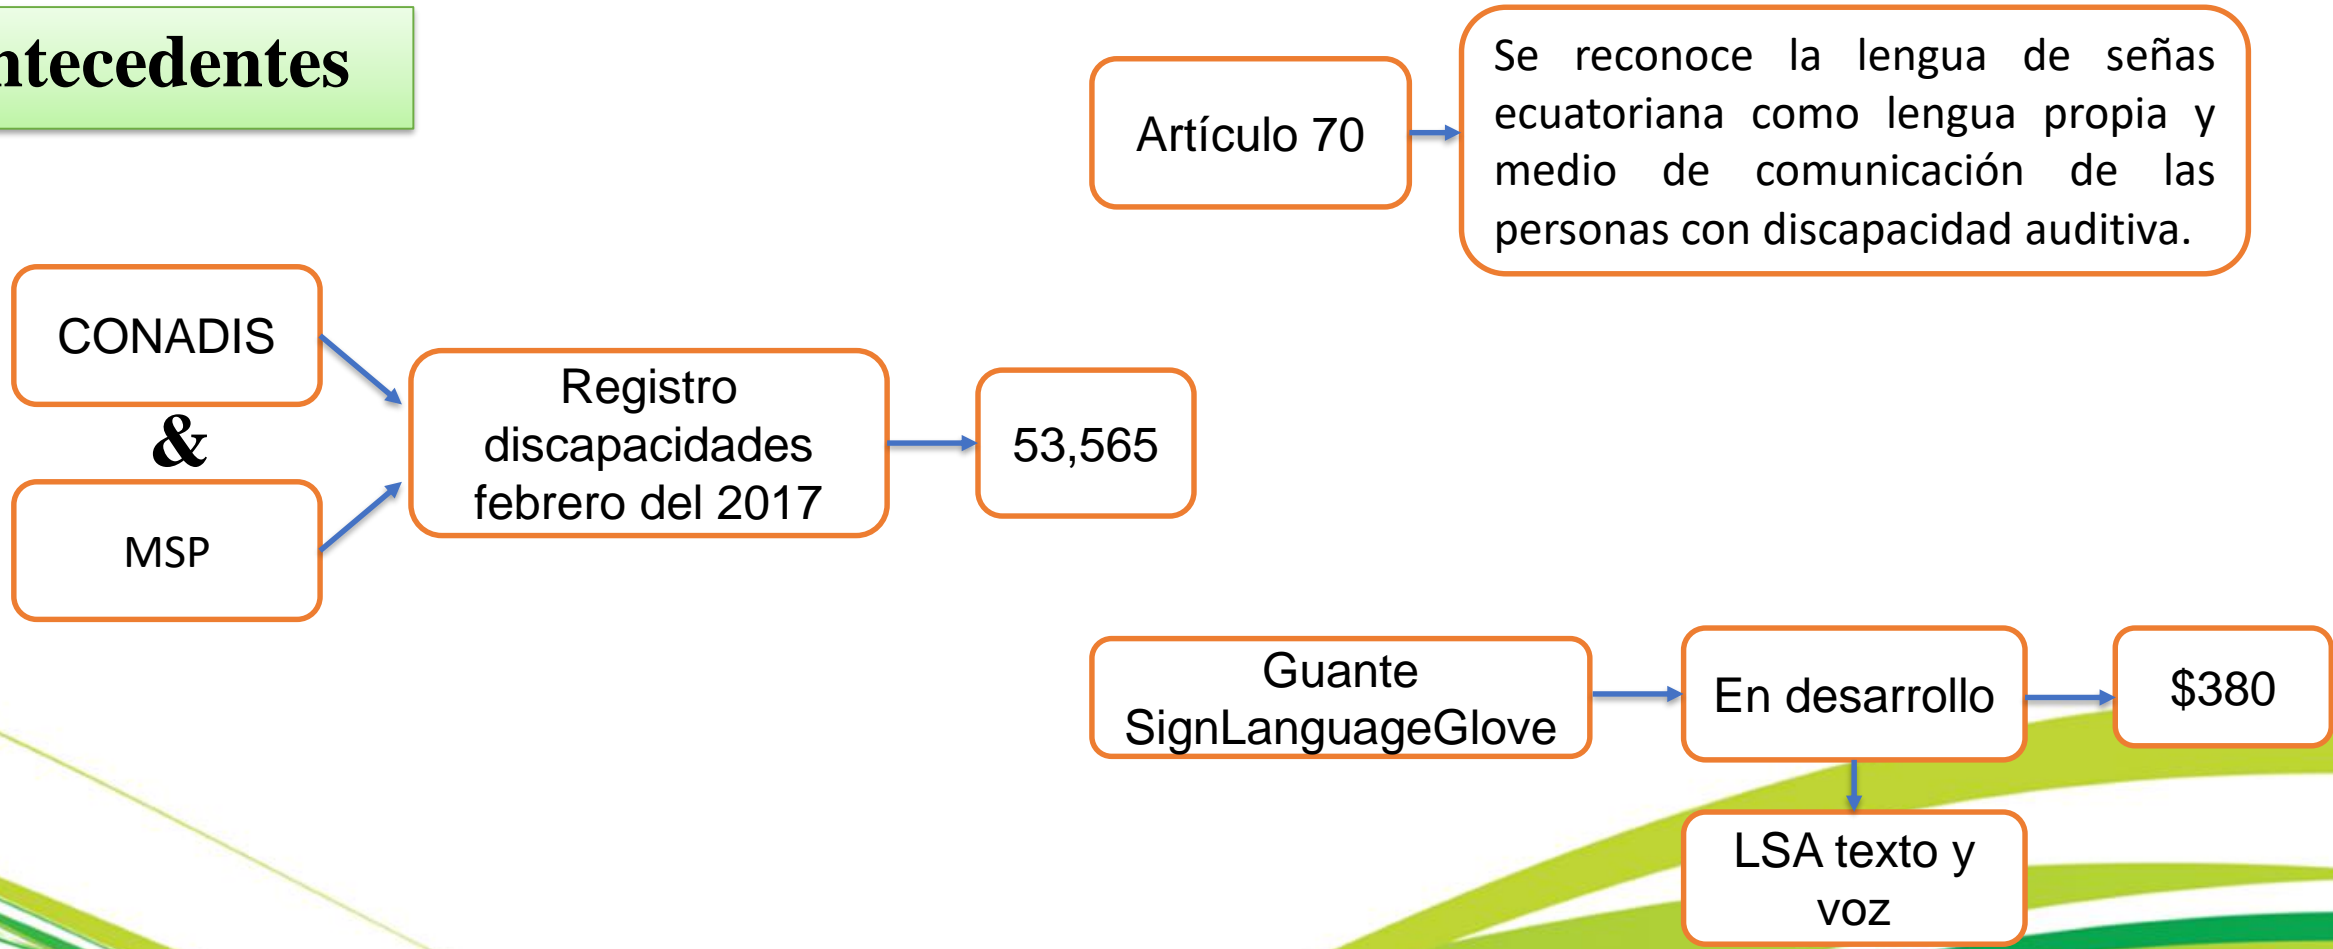 ntecedentes
Artículo 70
Se reconoce la lengua de señas
ecuatoriana como lengua propia y
medio de comunicación de las
personas con discapacidad auditiva.
CONADIS
&
MSP
Registro
discapacidades
febrero del 2017
53,565
Guante
SignLanguageGlove
En desarrollo
$380
LSA texto y
voz